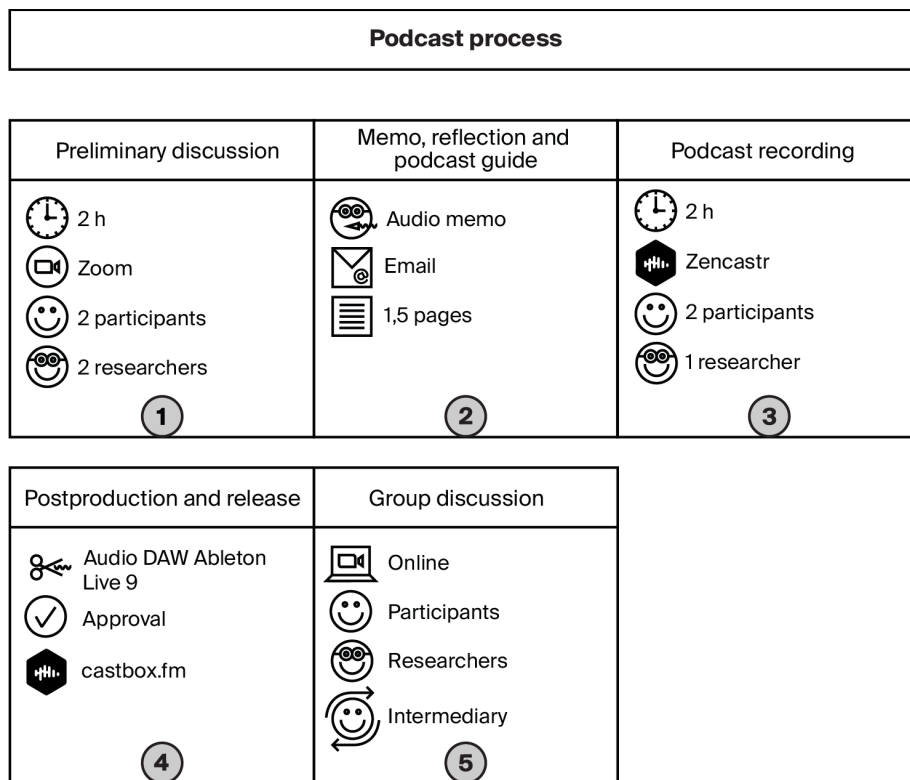 Podcast process
Preliminary discussion
2 h
Zoom
2 participants
2 researchers
1
Memo, reflection and
podcast guide
Audio memo
@
Email
1,5 pages
2
Podcast recording
2 h
Zencastr
2 participants
1 researcher
3
Postproduction and release
Audio DAW Ableton
Live 9
Approval
castbox.fm
4
Group discussion
Online
Participants
Researchers
Intermediary
5